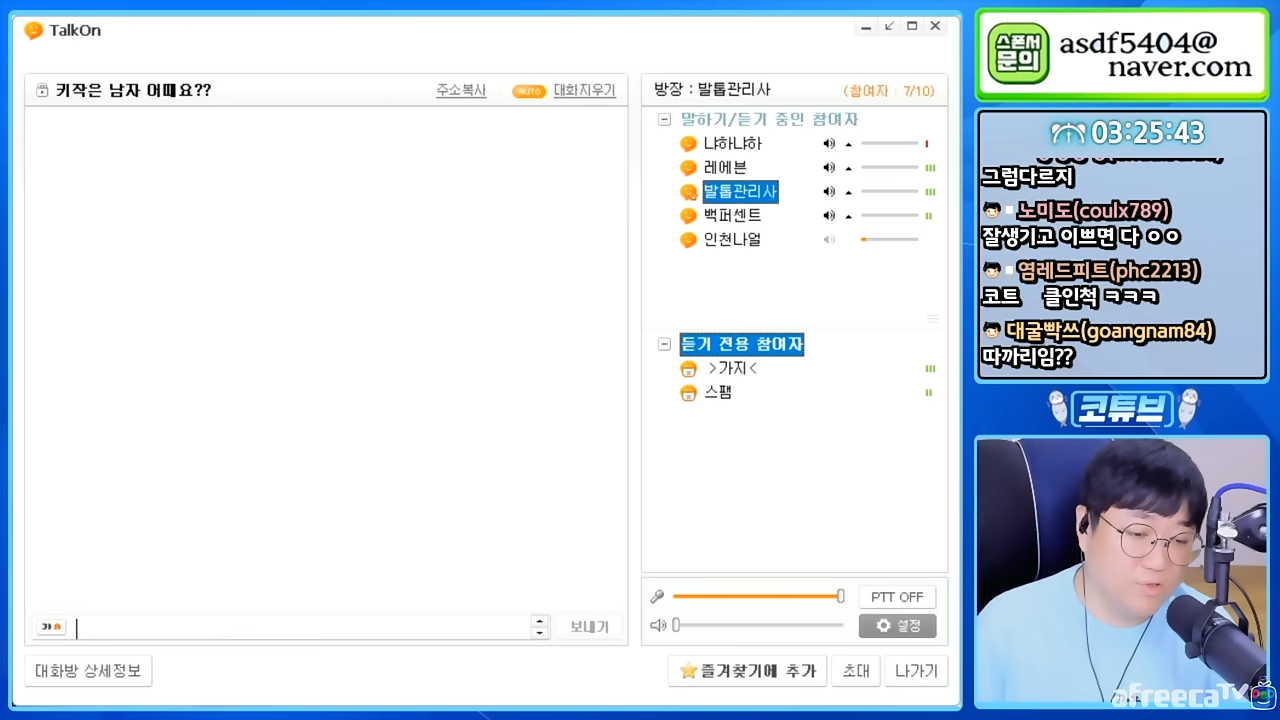 TalkOn
키작은 남자 어때요??
주소복사
AUTO
대화지우기
방장 : 발톱관리사
(참여자 : 7/10)
말하기/듣기 중인 참여자
냐하냐하
레에븐
발톱관리사
백퍼센트
인천나얼
듣기 전용 참여자
>가지<
스팸
가
보내기
PTT OFF
설정
대화방 상세정보
즐겨찾기에 추가
초대
나가기
스폰서
문의
asdf5404@
naver.com
03:25:43
그럼다르지
노미도(coulx789)
잘생기고 이쁘면 다 ㅇㅇ
염레드피트(phc2213)
코트 클인척 ㅋㅋㅋ
대굴빡쓰(goangnam84)
따까리임??
코튜브
afreecaTV